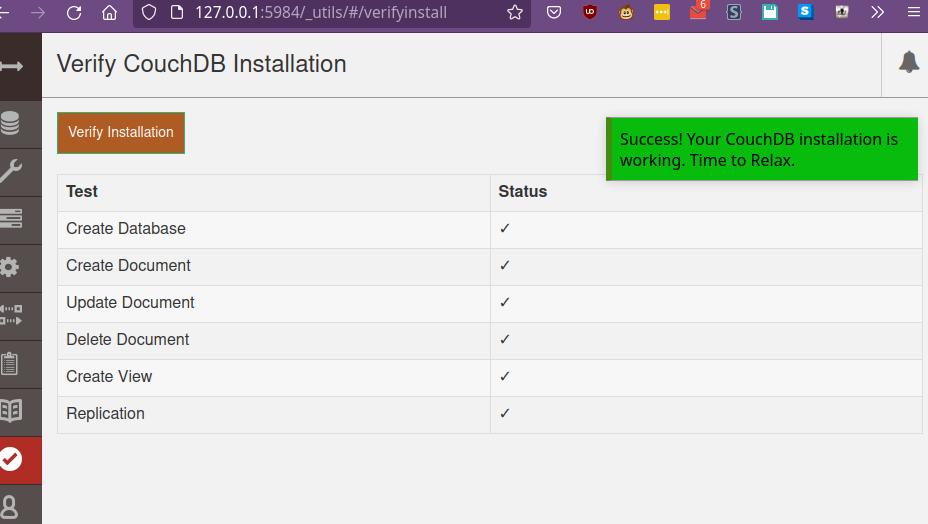 127.0.0.1:5984/_utils/#/verifyinstall
6
Verify CouchDB Installation
Verify Installation
Success! Your CouchDB installation is
working. Time to Relax.
Test Status
Create Database ✓
Create Document ✓
Update Document ✓
Delete Document ✓
Create View ✓
Replication ✓